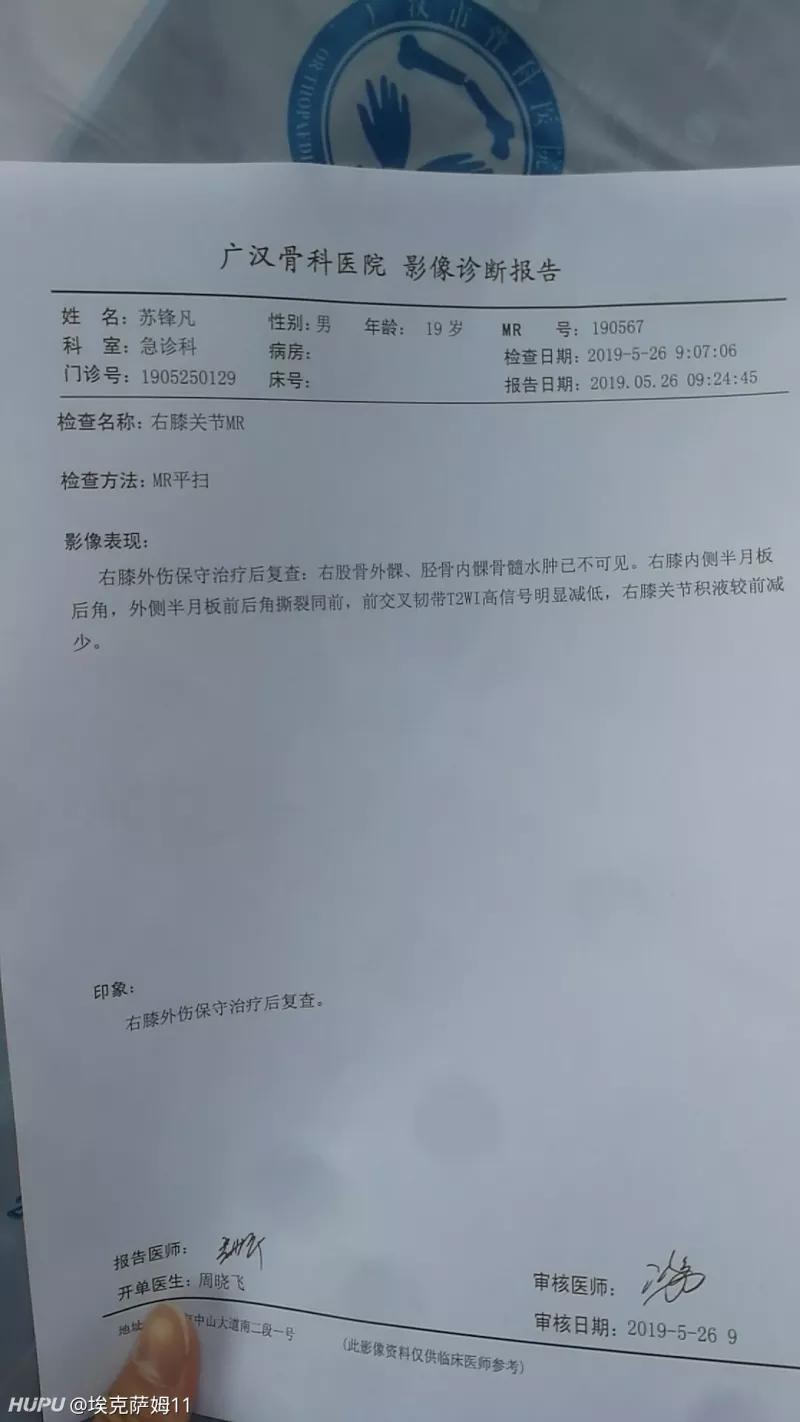 广汉市骨科医院
ORTHOPAEDI
广汉骨科医院 影像诊断报告
姓 名：苏锋凡 性别：男 年龄： 19 岁 MR 号：190567
科 室：急诊科 病房： 检查日期：2019-5-26 9:07:06
门诊号：1905250129 床号： 报告日期：2019.05.26 09:24:45
检查名称：右膝关节MR
检查方法：MR平扫
影像表现：
右膝外伤保守治疗后复查：右股骨外髁、胫骨内髁骨髓水肿已不可见。右膝内侧半月板
后角，外侧半月板前后角撕裂同前，前交叉韧带T2WI高信号明显减低，右膝关节积液较前减
少。
印象：
右膝外伤保守治疗后复查。
报告医师：
开单医生：周晓飞
审核医师：
审核日期：2019-5-26 9
地址 中山大道南二段一号
（此影像资料仅供临床医师参考）
HUPU @埃克萨姆11